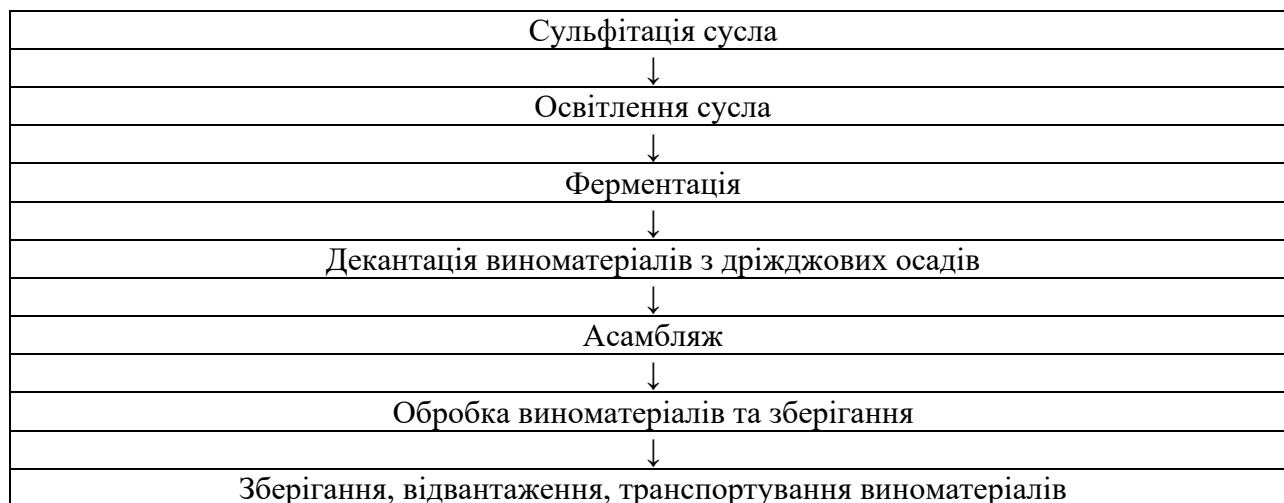 Сульфітація сусла
↓
Освітлення сусла
↓
Ферментація
↓
Декантація виноматеріалів з дріжджових осадів
↓
Асамбляж
↓
Обробка виноматеріалів та зберігання
↓
Зберігання, відвантаження, транспортування виноматеріалів